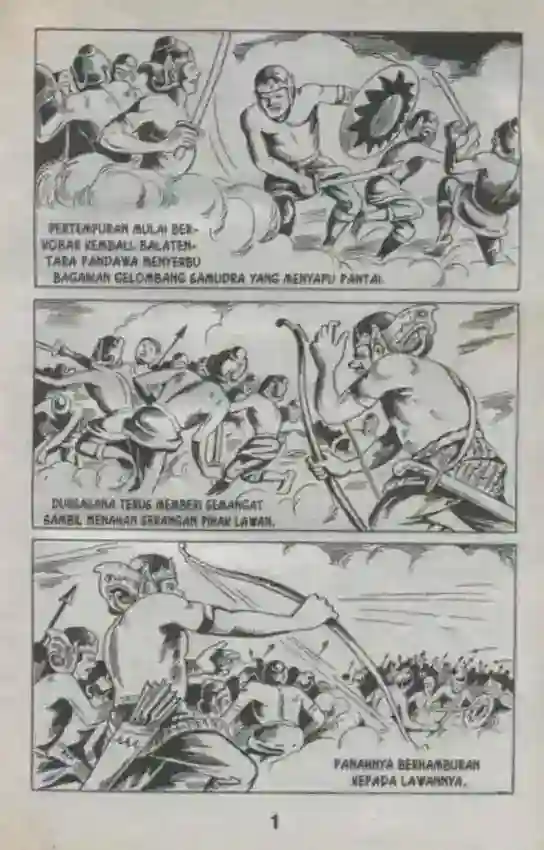 PERTEMPURAN MULAI BER-
KOBAR KEMBALI. BALATEN-
TARA PANDAWA MENYERBU
BAGAIKAN GELOMBANG SAMUDRA YANG MENYAPU PANTAI.
DURSASANA TERUS MEMBERI SEMANGAT
SAMBIL MENAHAN SERANGAN PIHAK LAWAN.
PANAHNYA BERHAMBURAN
KEPADA LAWANNYA.
1